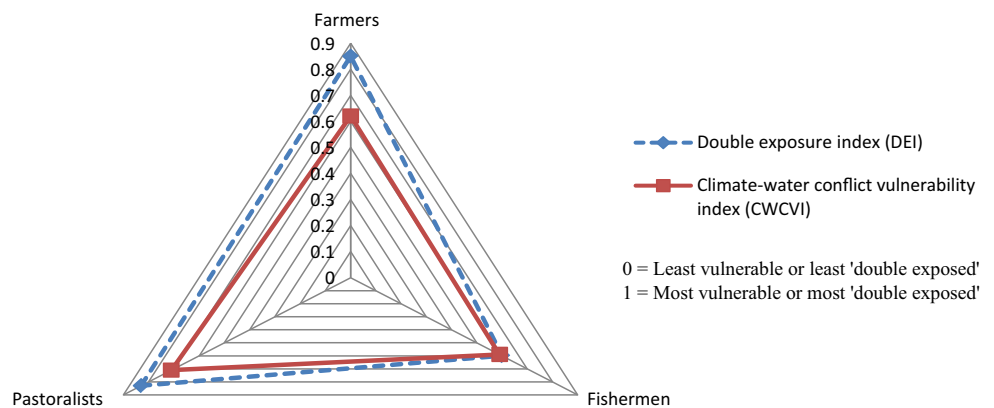 Farmers
0.9
0.8
0.7
0.6
0.5
0.4
0.3
0.2
0.1
0
Pastoralists
Fishermen
Double exposure index (DEI)
Climate-water conflict vulnerability
index (CWCVI)
0 = Least vulnerable or least 'double exposed'
1 = Most vulnerable or most 'double exposed'